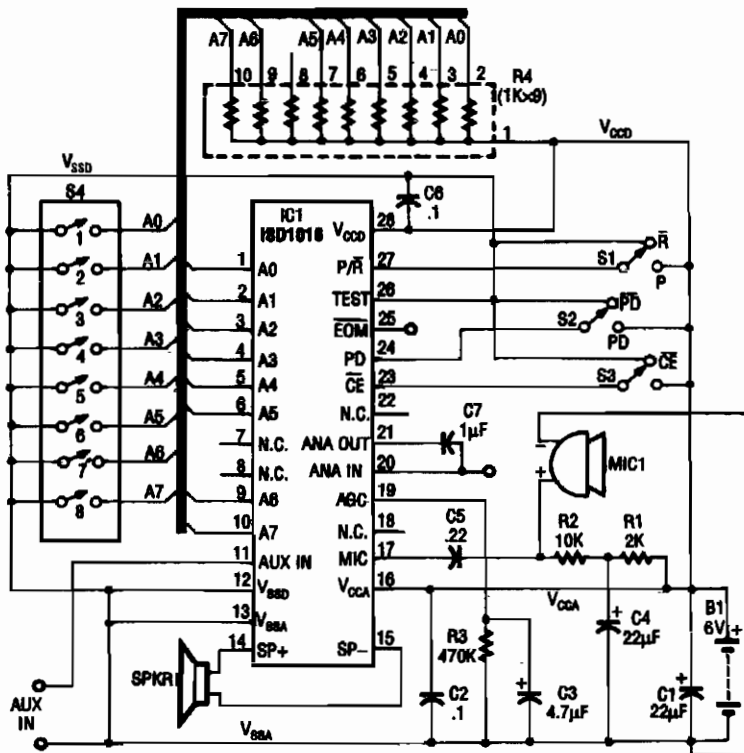 A7 A6 A5 A4 A3 A2 A1 A0
10 9 8 7 6 5 4 3 2
R4
(1K×9)
1
VCCD
VSSD
S4
1
2
3
4
5
6
7
8
A0
A1
A2
A3
A4
A5
A6
A7
C6
.1
IC1
ISD1016
1 A0
2 A1
3 A2
4 A3
5 A4
6 A5
7 N.C.
8 N.C.
9 A6
10 A7
11 AUX IN
12 VSSD
13 VSSA
14 SP+
VCCD 28
P/R̅ 27
T̅E̅S̅T̅ 26
E̅O̅M̅ 25
PD 24
C̅E̅ 23
N.C. 22
ANA OUT 21
ANA IN 20
AGC 19
N.C. 18
MIC 17
VCCA 16
SP− 15
R̅
S1
P
P̅D̅
S2
PD
C̅E̅
S3
C7
1µF
−
+
MIC1
C5
.22
R2
10K
R1
2K
VCCA
+
C4
22µF
B1
6V
+
−
R3
470K
C2
.1
+
C3
4.7µF
+
C1
22µF
SPKR
AUX
IN
VSSA